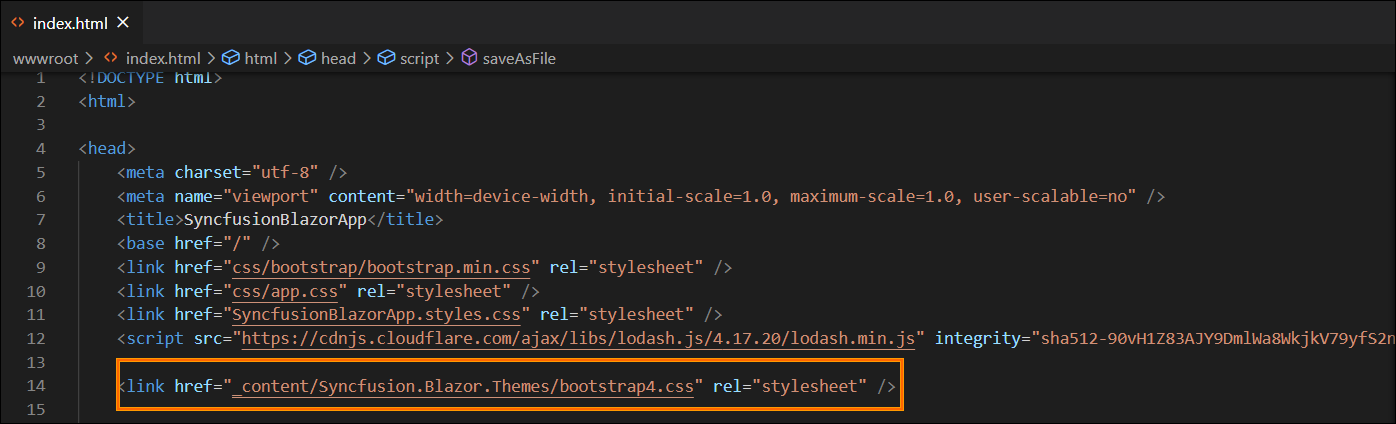 index.html
wwwroot > index.html > html > head > script > saveAsFile
1 <!DOCTYPE html>
2 <html>
3
4 <head>
5 <meta charset="utf-8" />
6 <meta name="viewport" content="width=device-width, initial-scale=1.0, maximum-scale=1.0, user-scalable=no" />
7 <title>SyncfusionBlazorApp</title>
8 <base href="/" />
9 <link href="css/bootstrap/bootstrap.min.css" rel="stylesheet" />
10 <link href="css/app.css" rel="stylesheet" />
11 <link href="SyncfusionBlazorApp.styles.css" rel="stylesheet" />
12 <script src="https://cdnjs.cloudflare.com/ajax/libs/lodash.js/4.17.20/lodash.min.js" integrity="sha512-90vH1Z83AJY9DmlWa8WkjkV79yfS2n
13
14 <link href="_content/Syncfusion.Blazor.Themes/bootstrap4.css" rel="stylesheet" />
15